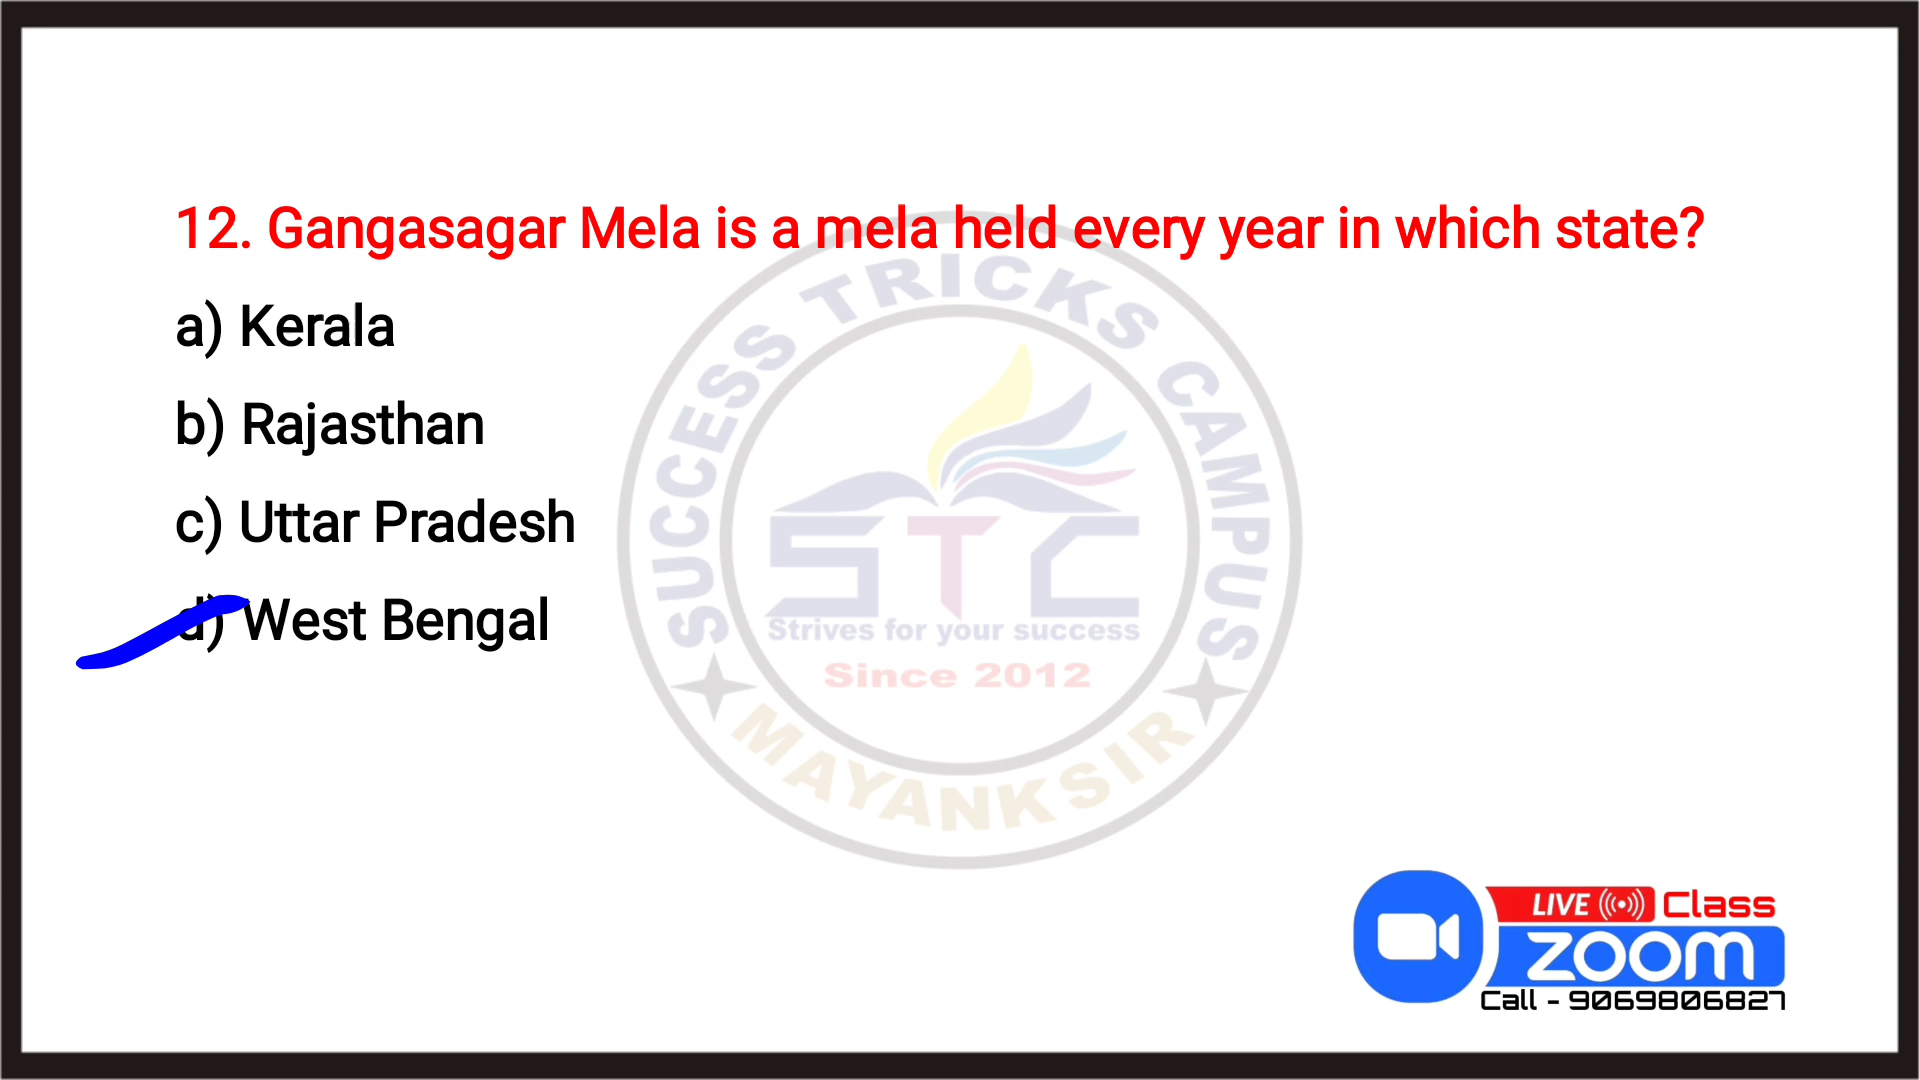 12. Gangasagar Mela is a mela held every year in which state?
a) Kerala
b) Rajasthan
c) Uttar Pradesh
d) West Bengal
SUCCESS TRICKS CAMPUS
STC
Strives for your success
Since 2012
MAYANKSIR
LIVE Class
zoom
Call - 9069806827